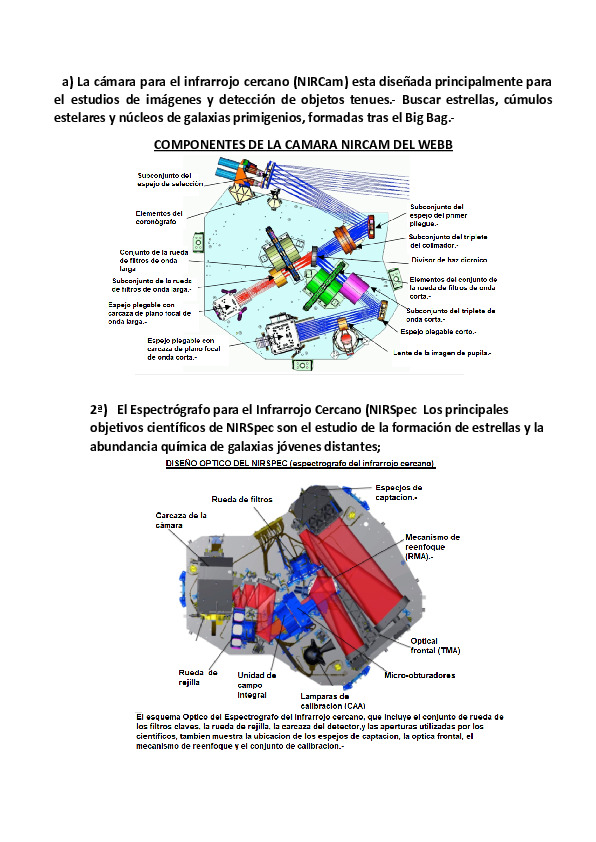 a) La cámara para el infrarrojo cercano (NIRCam) esta diseñada principalmente para
el estudios de imágenes y detección de objetos tenues.- Buscar estrellas, cúmulos
estelares y núcleos de galaxias primigenios, formadas tras el Big Bag.-
COMPONENTES DE LA CAMARA NIRCAM DEL WEBB
Subconjunto del
espejo de selección
Elementos del
coronógrafo
Conjunto de la rueda
de filtros de onda
larga
Subconjunto de la rueda
de filtros de onda larga.-
Espejo plegable con
carcaza de plano focal de
onda larga.-
Espejo plegable con
carcaza de plano focal
de onda corta.-
Subconjunto del
espejo del primer
pliegue.-
Subconjunto del triplete
del colimador.-
Divisor de haz dicroico
Elementos del conjunto de
la rueda de filtros de onda
corta.-
Subconjunto del triplete de
onda corta.-
Espejo plegable corto.-
Lente de la imagen de pupila.-
2ª) El Espectrógrafo para el Infrarrojo Cercano (NIRSpec Los principales
objetivos científicos de NIRSpec son el estudio de la formación de estrellas y la
abundancia química de galaxias jóvenes distantes;
DISEÑO OPTICO DEL NIRSPEC (espectrografo del infrarrojo cercano)
Rueda de filtros
Carcaza de la
cámara
Especjos de
captacion.-
Mecanismo de
reenfoque
(RMA).-
Optical
frontal (TMA)
Micro-obturadores
Rueda de
rejilla
Unidad de
campo
integral
Lamparas de
calibracion (CAA)
El esquema Optico del Espectrografo del Infrarrojo cercano, que incluye el conjunto de rueda de
los filtros claves, la rueda de rejilla, la carcaza del detector,y las aperturas utilizadas por los
cientificos, tambien muestra la ubicacion de los espejos de captacion, la optica frontal, el
mecanismo de reenfoque y el conjunto de calibracion.-